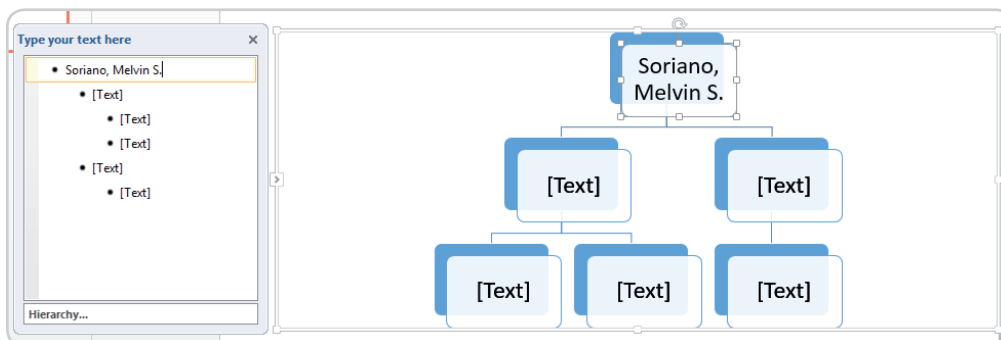 Type your text here
Soriano, Melvin S.
[Text]
[Text]
[Text]
[Text]
[Text]
Hierarchy...
Soriano,
Melvin S.
[Text]
[Text]
[Text]
[Text]
[Text]